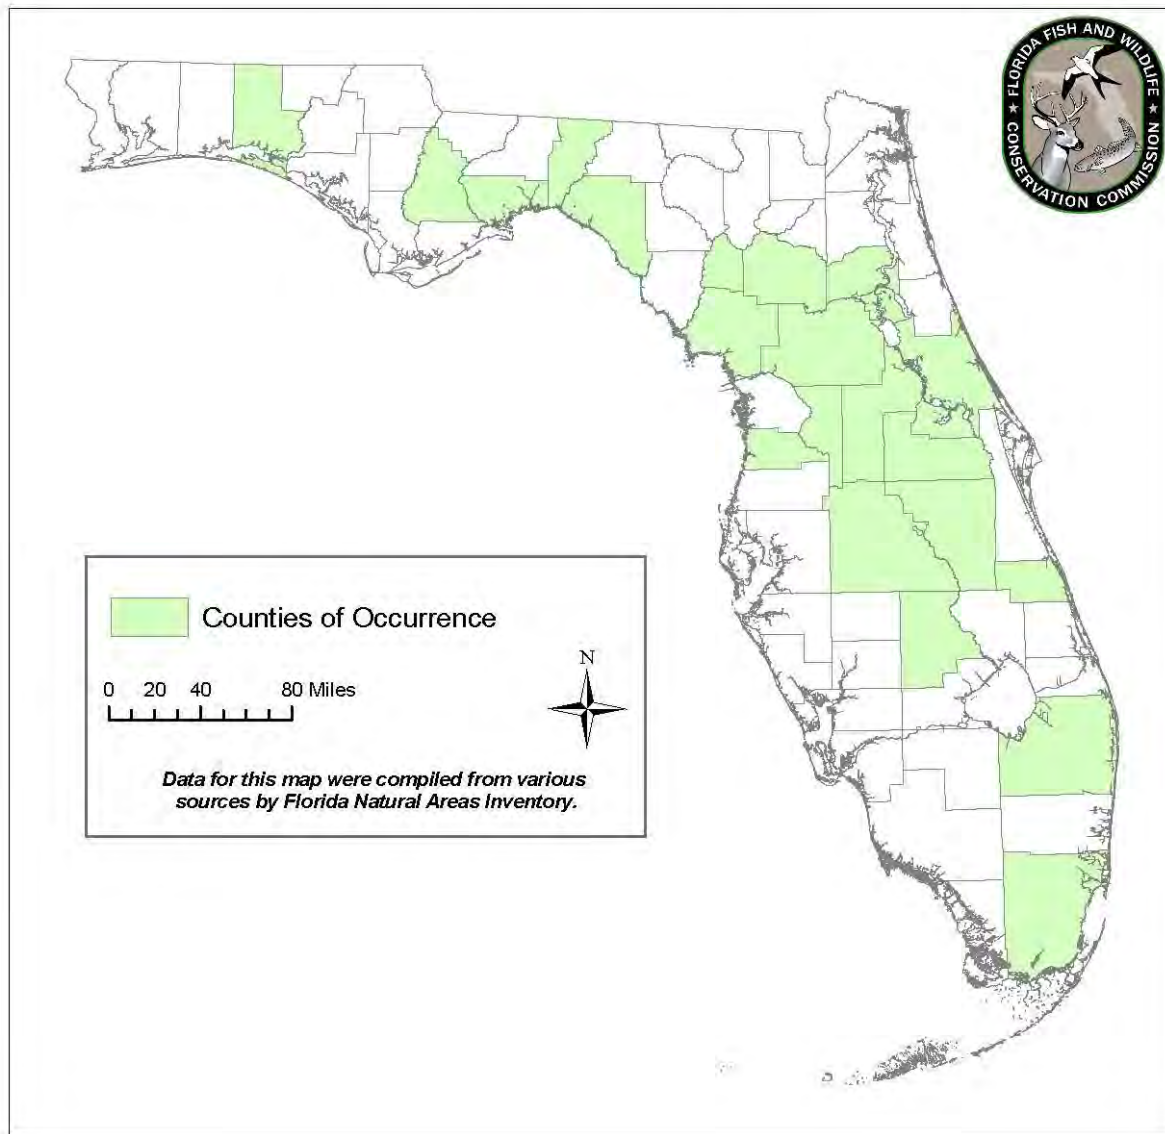 FLORIDA FISH AND WILDLIFE
CONSERVATION COMMISSION
Counties of Occurrence
0 20 40 80 Miles
N
Data for this map were compiled from various
sources by Florida Natural Areas Inventory.